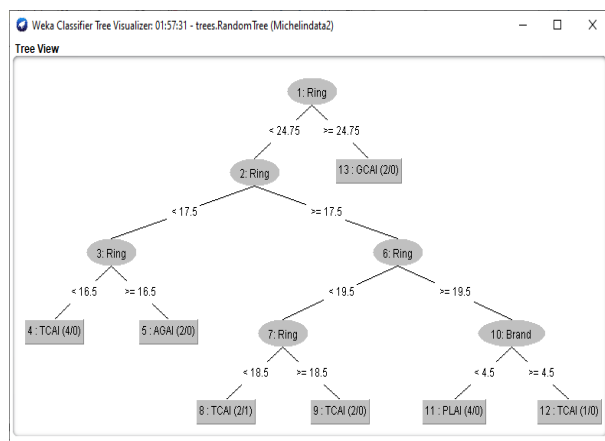 Weka Classifier Tree Visualizer: 01:57:31 - trees.RandomTree (Michelindata2)
Tree View
1: Ring
< 24.75 >= 24.75
2: Ring 13 : GCAI (2/0)
< 17.5 >= 17.5
3: Ring 6: Ring
< 16.5 >= 16.5 < 19.5 >= 19.5
4 : TCAI (4/0) 5 : AGAI (2/0) 7: Ring 10: Brand
< 18.5 >= 18.5 < 4.5 >= 4.5
8 : TCAI (2/1) 9 : TCAI (2/0) 11 : PLAI (4/0) 12 : TCAI (1/0)